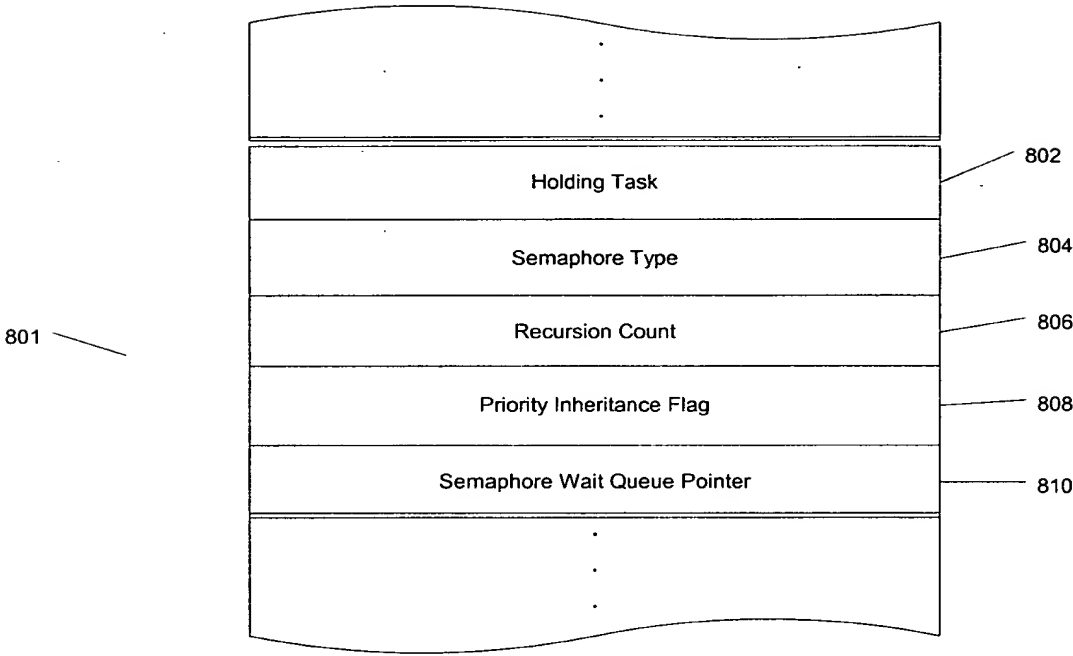 Holding Task 802
Semaphore Type 804
801 Recursion Count 806
Priority Inheritance Flag 808
Semaphore Wait Queue Pointer 810